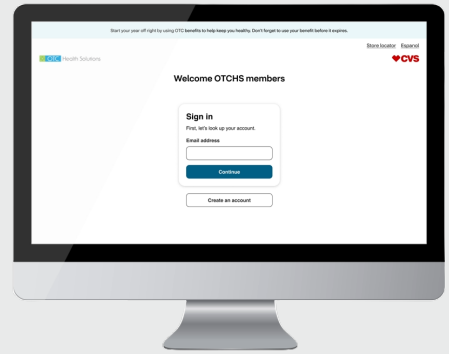 Start your year off right by using OTC benefits to help keep you healthy. Don't forget to use your benefit before it expires.
Store locator Espanol
OTC Health Solutions
CVS
Welcome OTCHS members
Sign in
First, let's look up your account.
Email address
Continue
Create an account